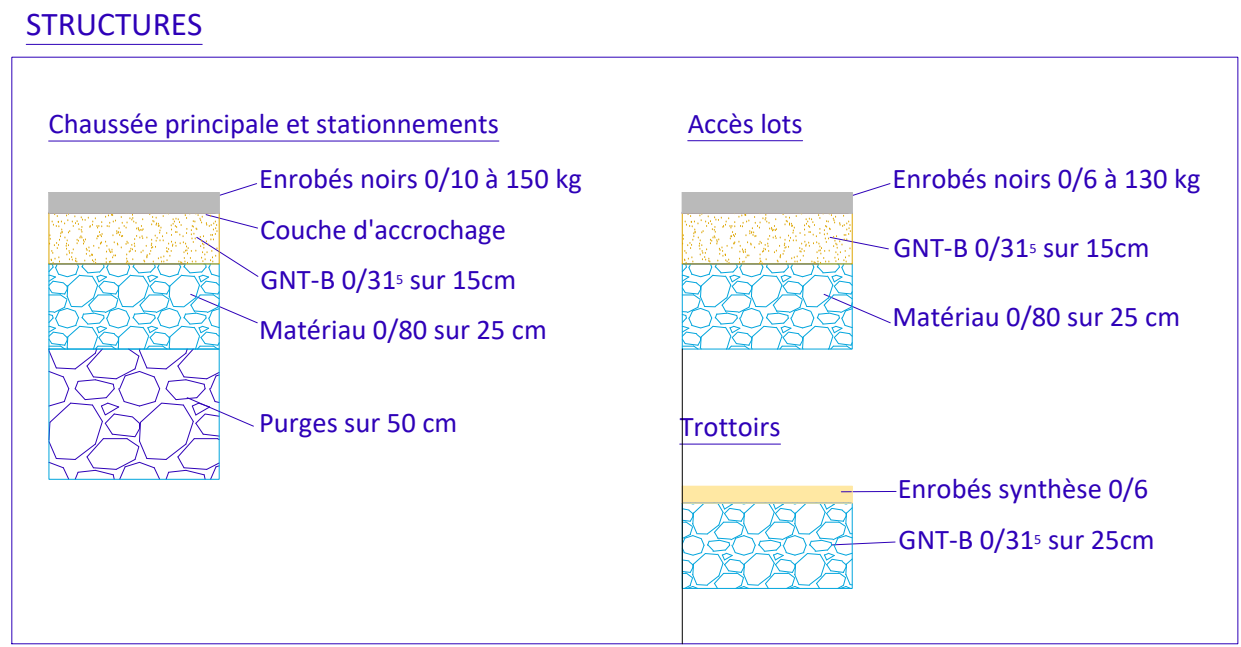 STRUCTURES
Chaussée principale et stationnements
Enrobés noirs 0/10 à 150 kg
Couche d'accrochage
GNT-B 0/31⁵ sur 15cm
Matériau 0/80 sur 25 cm
Purges sur 50 cm
Accès lots
Enrobés noirs 0/6 à 130 kg
GNT-B 0/31⁵ sur 15cm
Matériau 0/80 sur 25 cm
Trottoirs
Enrobés synthèse 0/6
GNT-B 0/31⁵ sur 25cm